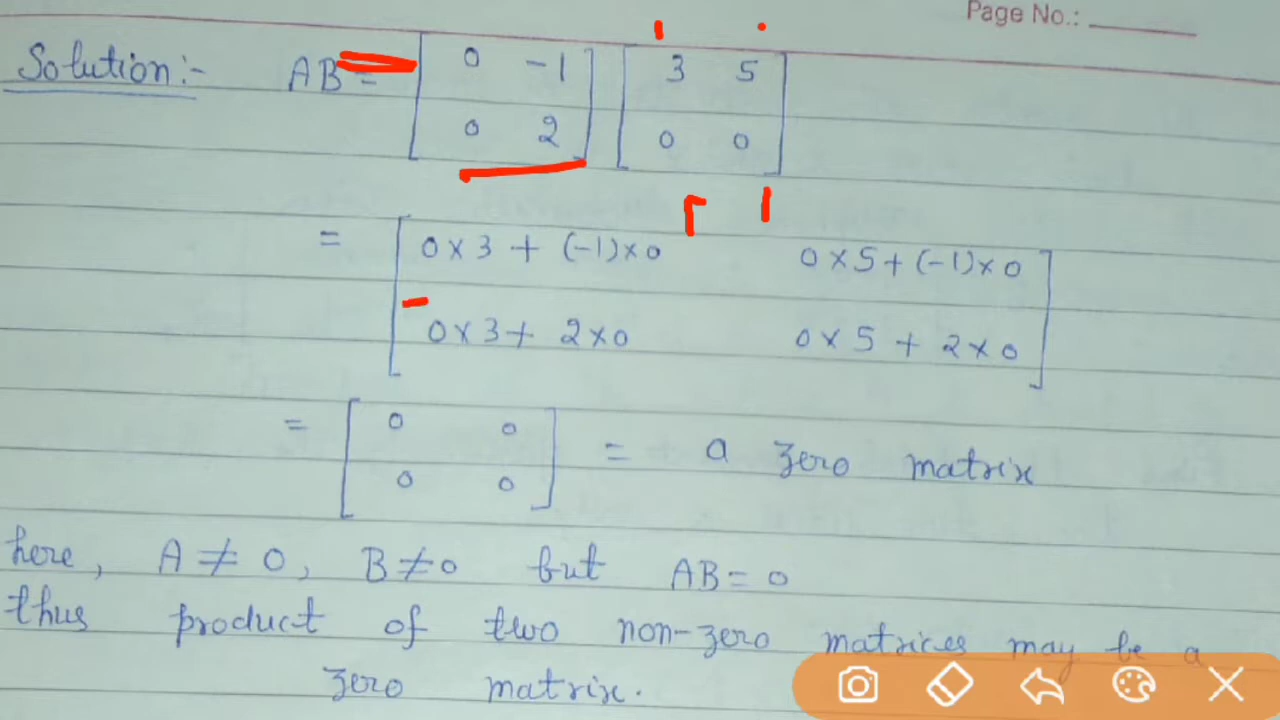 Page No.:
Solution:- AB = [ 0 -1 ] [ 3 5 ]
[ 0 2 ] [ 0 0 ]
= [ 0 × 3 + (-1) × 0 0 × 5 + (-1) × 0 ]
[ 0 × 3 + 2 × 0 0 × 5 + 2 × 0 ]
= [ 0 0 ] = a zero matrix
[ 0 0 ]
here, A ≠ 0, B ≠ 0 but AB = 0
thus product of two non-zero matrices may be a
zero matrix.